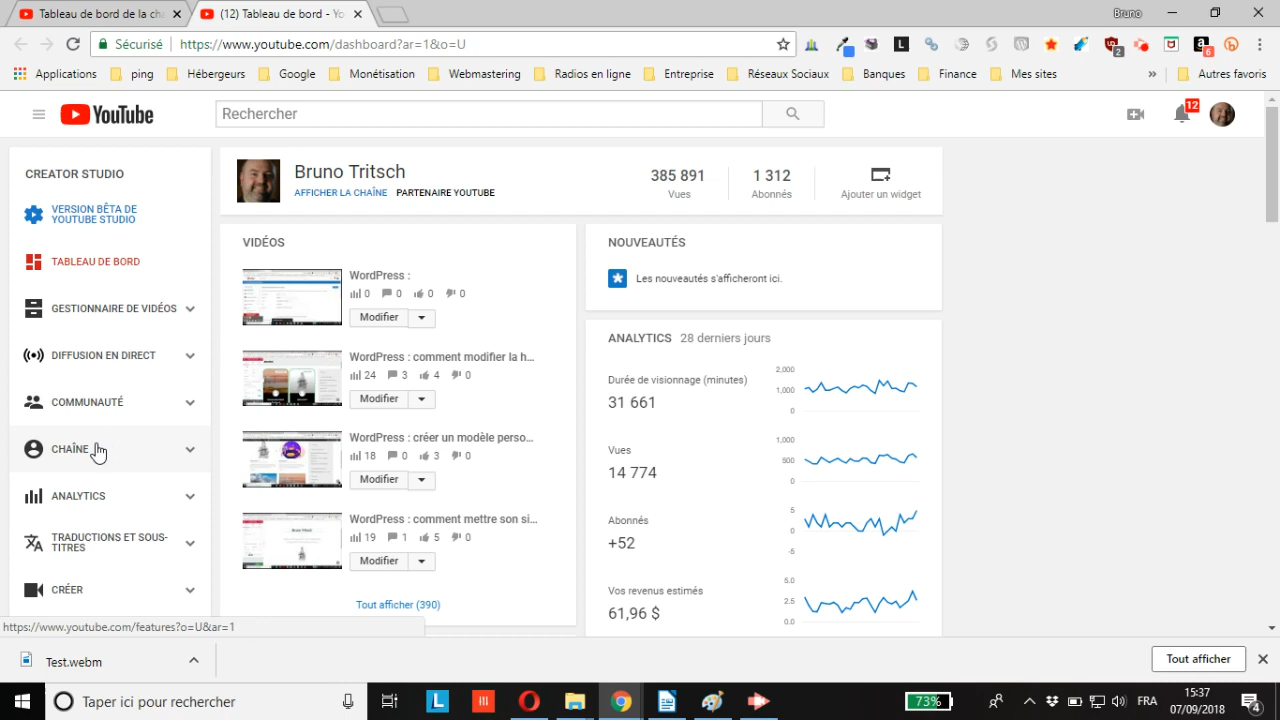 Tableau de bord de la cha
(12) Tableau de bord - Yo
Bruno
Sécurisé
https://www.youtube.com/dashboard?ar=1&o=U
2
6
Applications
ping
Hébergeurs
Google
Monétisation
Webmastering
Radios en ligne
Entreprise
Réseaux Sociaux
Banques
Finance
Mes sites
»
Autres favoris
YouTube
Rechercher
12
CREATOR STUDIO
VERSION BÊTA DE
YOUTUBE STUDIO
TABLEAU DE BORD
GESTIONNAIRE DE VIDÉOS
DIFFUSION EN DIRECT
COMMUNAUTÉ
CHAÎNE
ANALYTICS
TRADUCTIONS ET SOUS-
TITRES
CRÉER
Bruno Tritsch
AFFICHER LA CHAÎNE PARTENAIRE YOUTUBE
385 891
Vues
1 312
Abonnés
Ajouter un widget
VIDÉOS
WordPress :
0 0 0 0
Modifier
WordPress : comment modifier la h...
24 3 4 0
Modifier
WordPress : créer un modèle perso...
18 0 3 0
Modifier
WordPress : comment mettre son si...
19 1 5 0
Modifier
Tout afficher (390)
NOUVEAUTÉS
Les nouveautés s'afficheront ici.
ANALYTICS 28 derniers jours
Durée de visionnage (minutes)
31 661
2,000
1,000
0
Vues
14 774
1,000
500
0
Abonnés
+52
5
0
-5
Vos revenus estimés
61,96 $
5.0
2.5
0.0
https://www.youtube.com/features?o=U&ar=1
Test.webm
Tout afficher
Taper ici pour rechercher
73%
FRA
15:37
07/09/2018
4